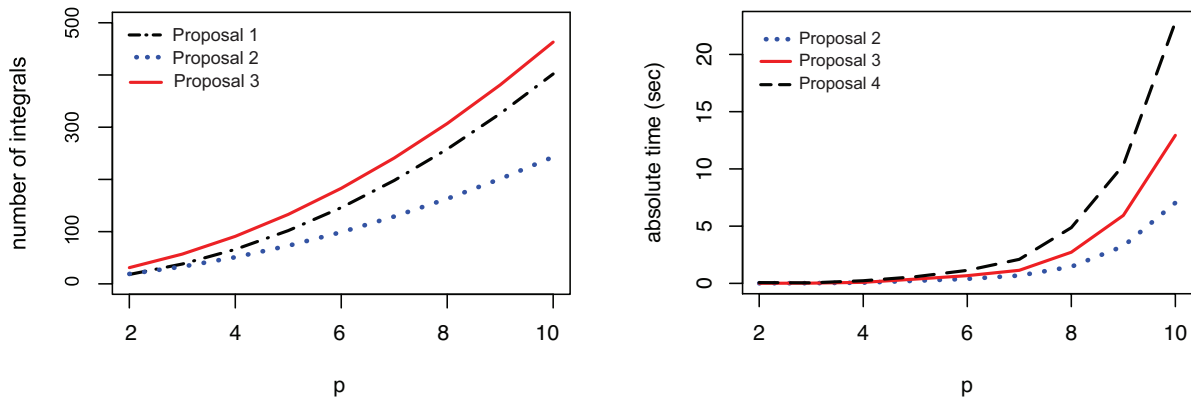 number of integrals
500
300
100
0
Proposal 1
Proposal 2
Proposal 3
2 4 6 8 10
p
absolute time (sec)
20
15
10
5
0
Proposal 2
Proposal 3
Proposal 4
2 4 6 8 10
p